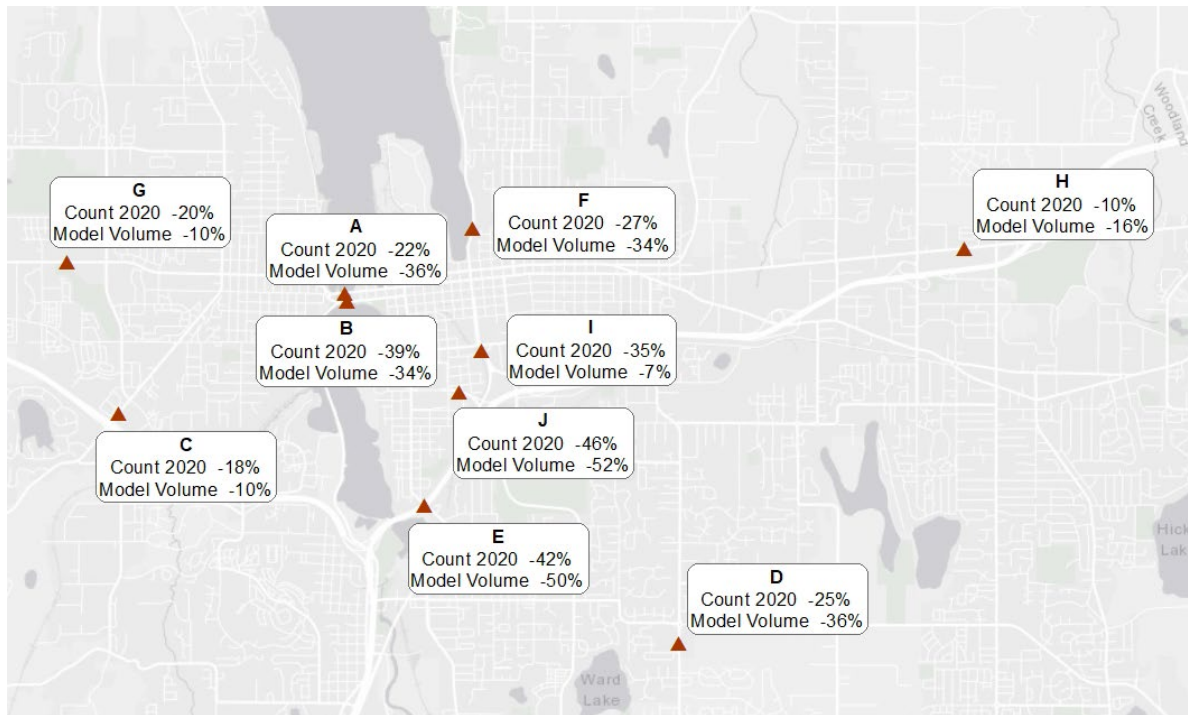 Woodland
Creek
H
Count 2020 -10%
Model Volume -16%
G
Count 2020 -20%
Model Volume -10%
F
Count 2020 -27%
Model Volume -34%
A
Count 2020 -22%
Model Volume -36%
B
Count 2020 -39%
Model Volume -34%
I
Count 2020 -35%
Model Volume -7%
J
Count 2020 -46%
Model Volume -52%
C
Count 2020 -18%
Model Volume -10%
E
Count 2020 -42%
Model Volume -50%
Hick
Lak
D
Count 2020 -25%
Model Volume -36%
Ward
Lake